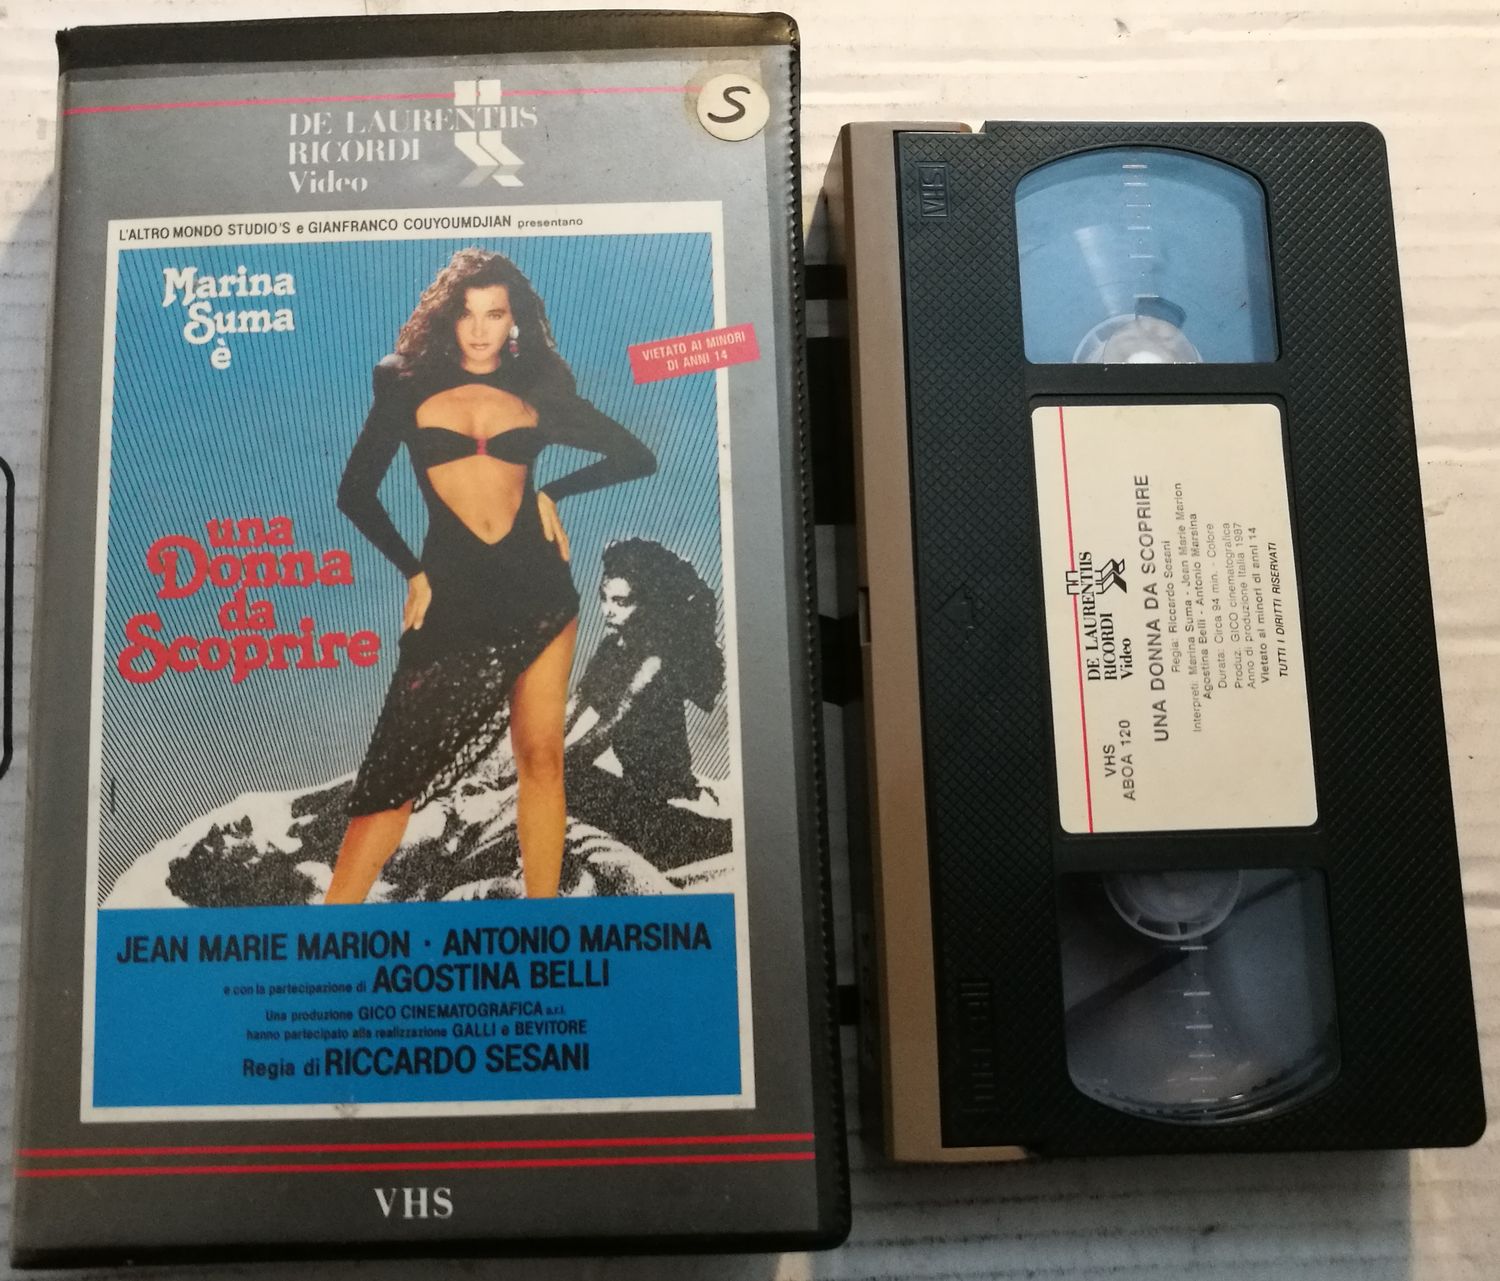 DE LAURENTIIS
RICORDI
Video
S
L'ALTRO MONDO STUDIO'S e GIANFRANCO COUYOUMDJIAN presentano
Marina
Suma
è
VIETATO AI MINORI
DI ANNI 14
una
Donna
da
Scoprire
JEAN MARIE MARION · ANTONIO MARSINA
e con la partecipazione di AGOSTINA BELLI
Una produzione GICO CINEMATOGRAFICA s.r.l.
hanno partecipato alla realizzazione GALLI e BEVITORE
Regia di RICCARDO SESANI
VHS
VHS
DE LAURENTIIS
RICORDI
Video
VHS
ABOA 120
UNA DONNA DA SCOPRIRE
Regia: Riccardo Sesani
Interpreti: Marina Suma - Jean Marie Marion
Agostina Belli - Antonio Marsina
Durata: Circa 94 min. - Colore
Produz. GICO cinematografica
Anno di produzione Italia 1987
Vietato ai minori di anni 14
TUTTI I DIRITTI RISERVATI